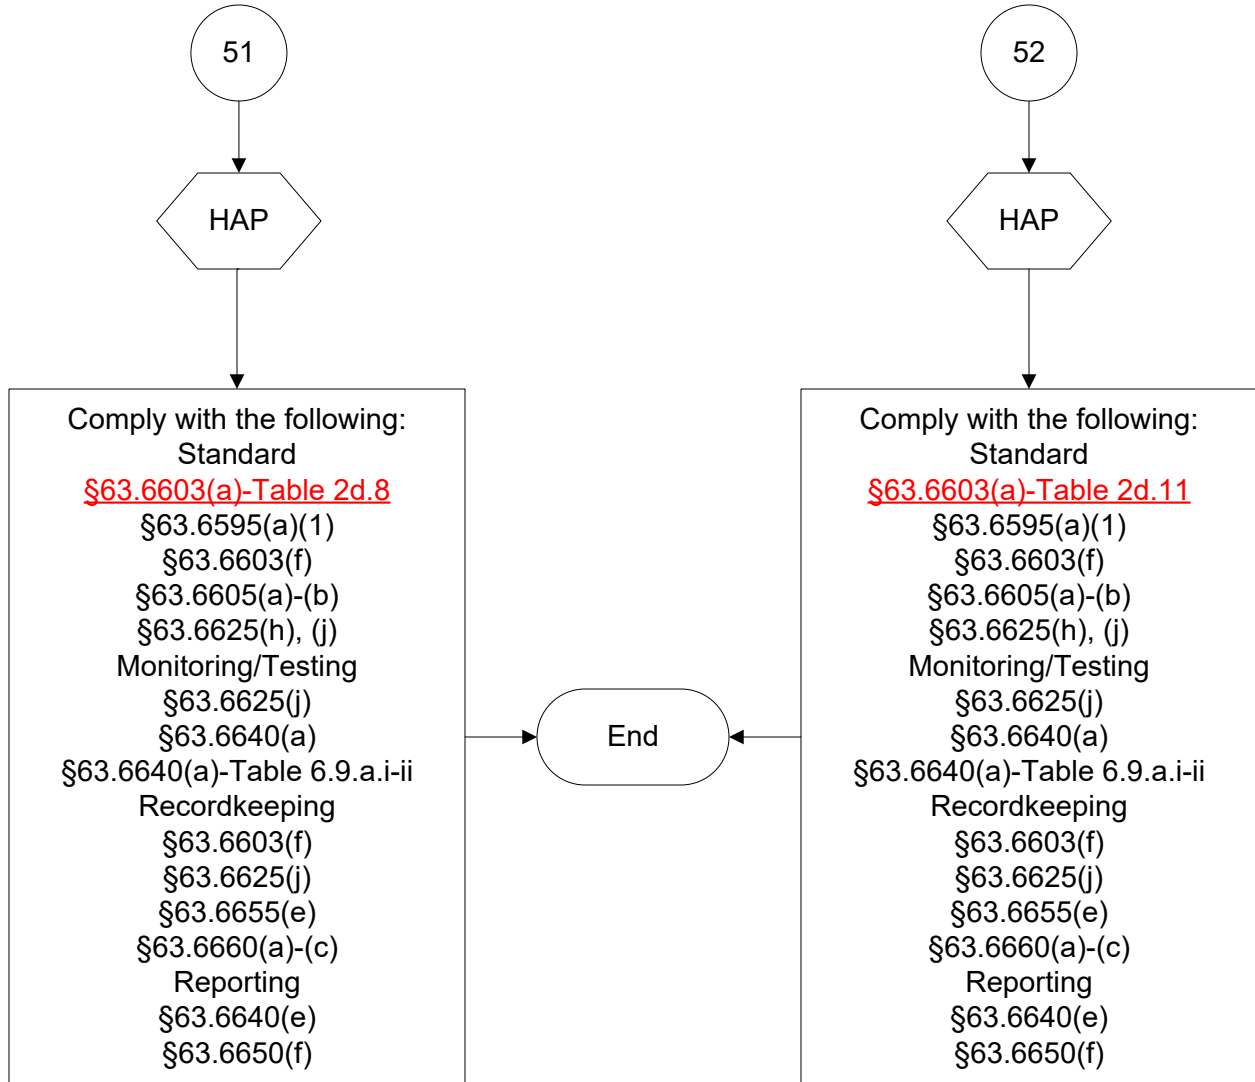 51
HAP
Comply with the following:
Standard
§63.6603(a)-Table 2d.8
§63.6595(a)(1)
§63.6603(f)
§63.6605(a)-(b)
§63.6625(h), (j)
Monitoring/Testing
§63.6625(j)
§63.6640(a)
§63.6640(a)-Table 6.9.a.i-ii
Recordkeeping
§63.6603(f)
§63.6625(j)
§63.6655(e)
§63.6660(a)-(c)
Reporting
§63.6640(e)
§63.6650(f)
End
52
HAP
Comply with the following:
Standard
§63.6603(a)-Table 2d.11
§63.6595(a)(1)
§63.6603(f)
§63.6605(a)-(b)
§63.6625(h), (j)
Monitoring/Testing
§63.6625(j)
§63.6640(a)
§63.6640(a)-Table 6.9.a.i-ii
Recordkeeping
§63.6603(f)
§63.6625(j)
§63.6655(e)
§63.6660(a)-(c)
Reporting
§63.6640(e)
§63.6650(f)